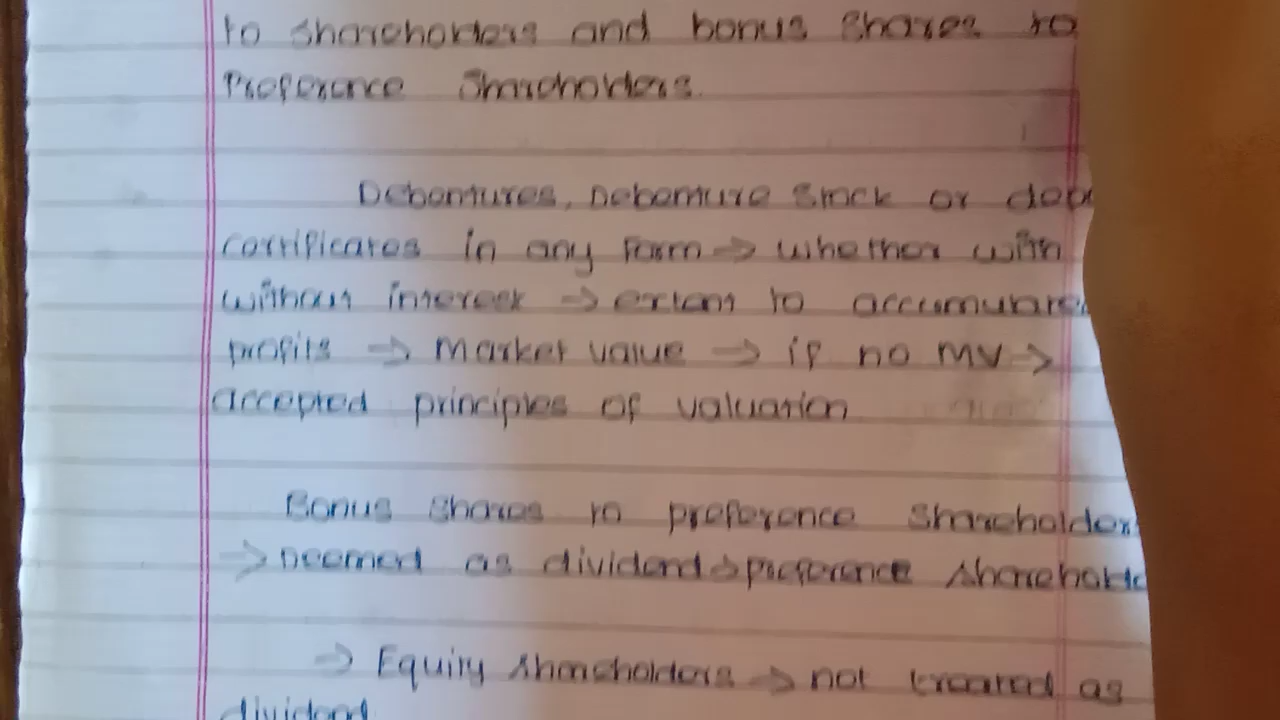 to shareholders and bonus shares to
Preference Shareholders.
Debentures, Debenture stock or
certificates in any form → whether with
without interest → extent to accumulated
profits → Market value → if no MV →
accepted principles of valuation
Bonus shares to preference shareholders
→ Deemed as dividend → preference
→ Equity shareholders → not treated as
dividend